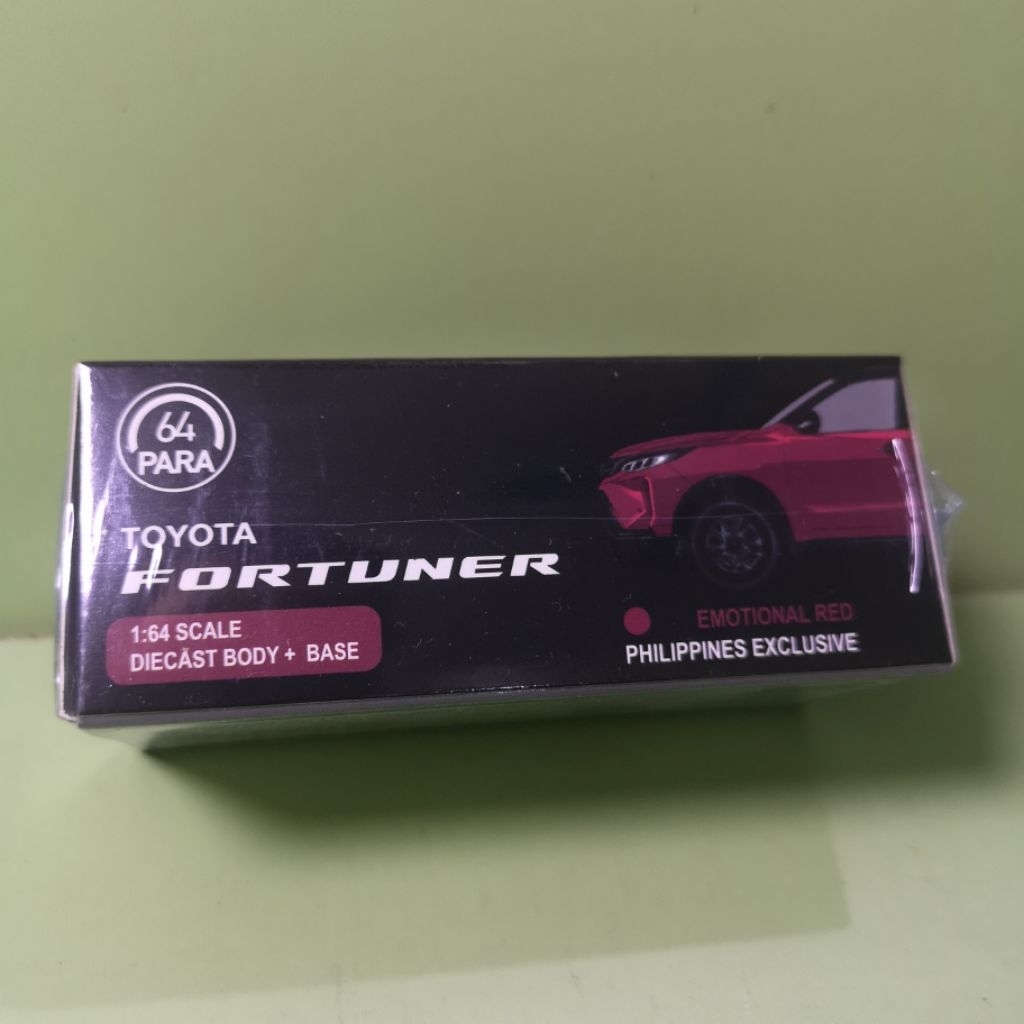 64
PARA
TOYOTA
FORTUNER
1:64 SCALE
DIECAST BODY + BASE
EMOTIONAL RED
PHILIPPINES EXCLUSIVE